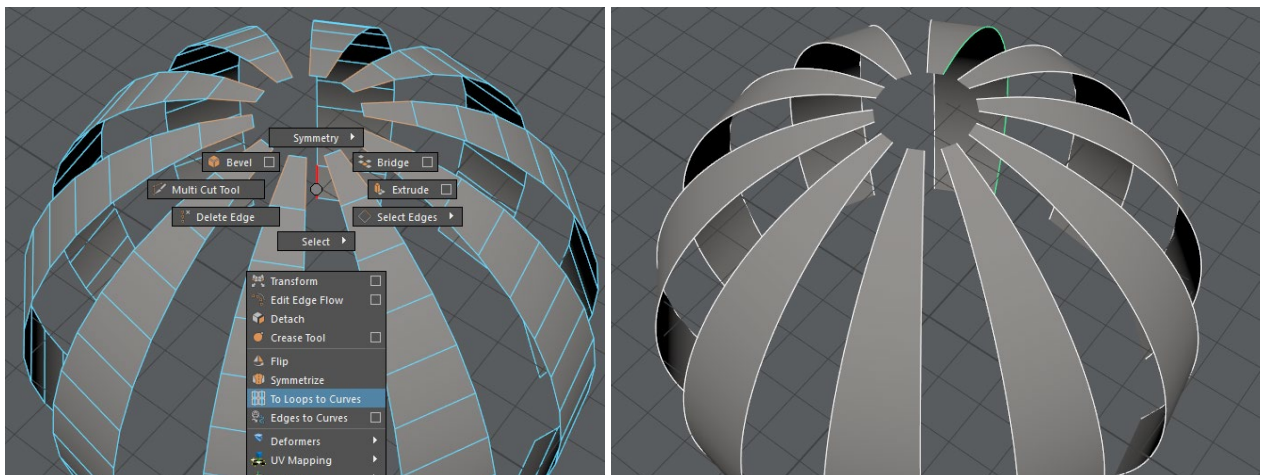 Symmetry
Bevel
Bridge
Multi Cut Tool
Extrude
Delete Edge
Select Edges
Select
Transform
Edit Edge Flow
Detach
Crease Tool
Flip
Symmetrize
To Loops to Curves
Edges to Curves
Deformers
UV Mapping